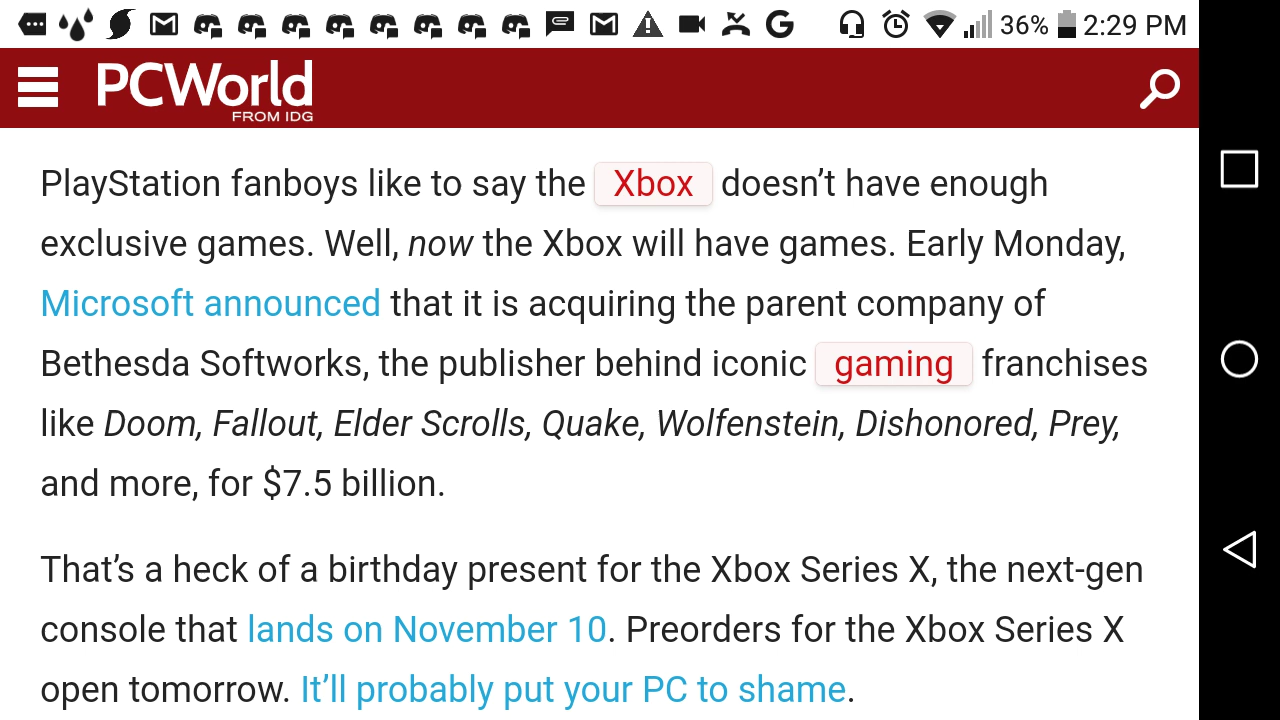 36% 2:29 PM
PCWorld
FROM IDG
PlayStation fanboys like to say the Xbox doesn’t have enough
exclusive games. Well, now the Xbox will have games. Early Monday,
Microsoft announced that it is acquiring the parent company of
Bethesda Softworks, the publisher behind iconic gaming franchises
like Doom, Fallout, Elder Scrolls, Quake, Wolfenstein, Dishonored, Prey,
and more, for $7.5 billion.
That’s a heck of a birthday present for the Xbox Series X, the next-gen
console that lands on November 10. Preorders for the Xbox Series X
open tomorrow. It’ll probably put your PC to shame.